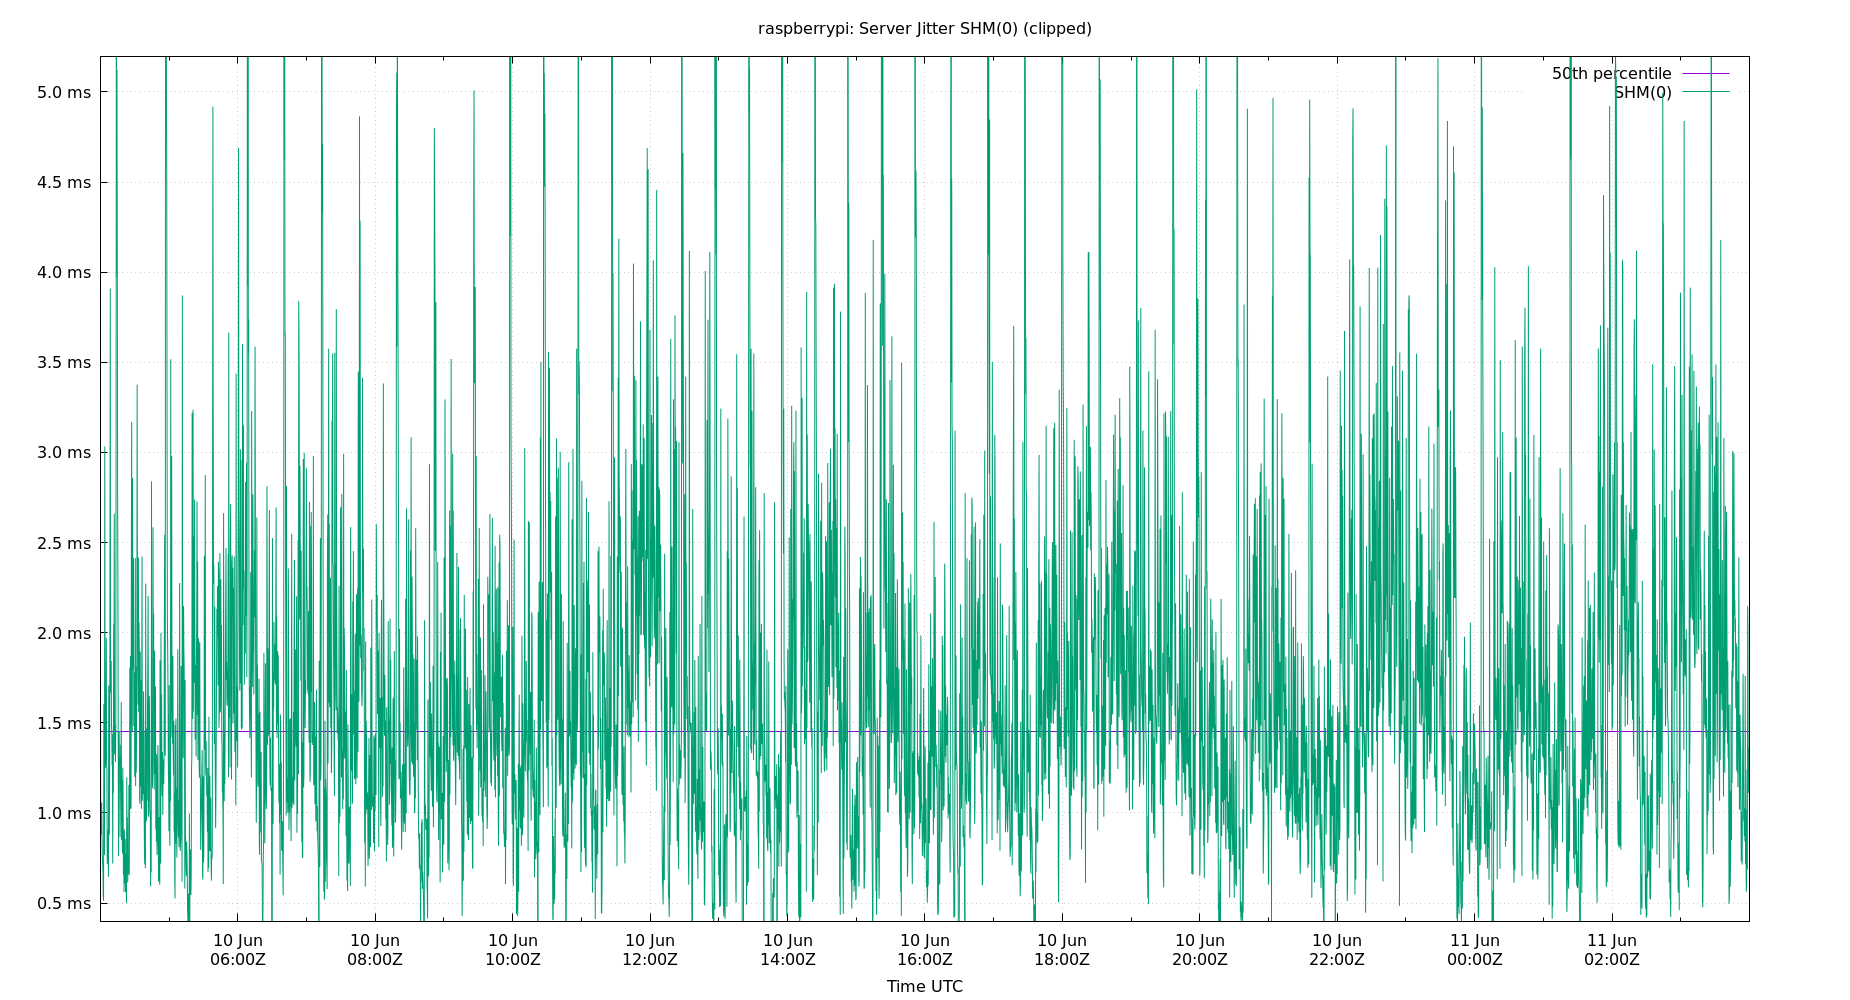 raspberrypi: Server Jitter SHM(0) (clipped)
50th percentile
SHM(0)
5.0 ms
4.5 ms
4.0 ms
3.5 ms
3.0 ms
2.5 ms
2.0 ms
1.5 ms
1.0 ms
0.5 ms
10 Jun 10 Jun 10 Jun 10 Jun 10 Jun 10 Jun 10 Jun 10 Jun 10 Jun 11 Jun 11 Jun
06:00Z 08:00Z 10:00Z 12:00Z 14:00Z 16:00Z 18:00Z 20:00Z 22:00Z 00:00Z 02:00Z
Time UTC